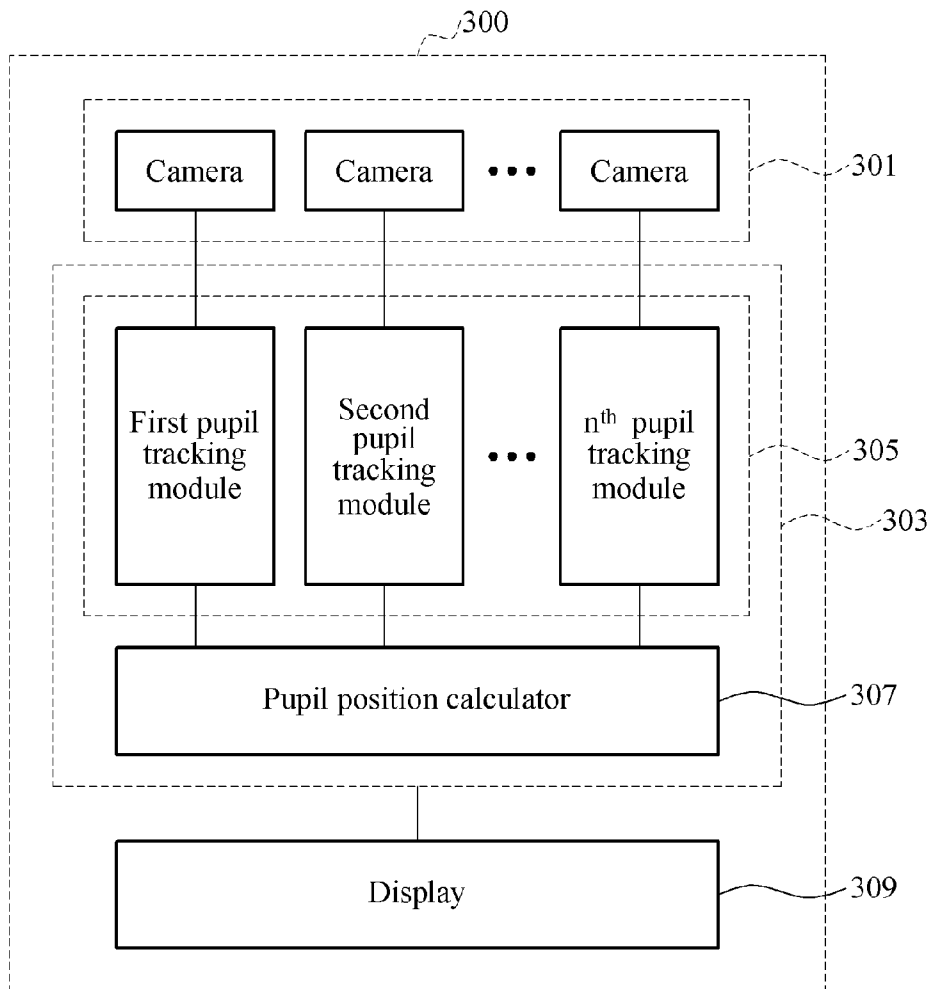 300
Camera
Camera
•••
Camera
301
First pupil
tracking
module
Second
pupil
tracking
module
•••
nth pupil
tracking
module
305
303
Pupil position calculator
307
Display
309